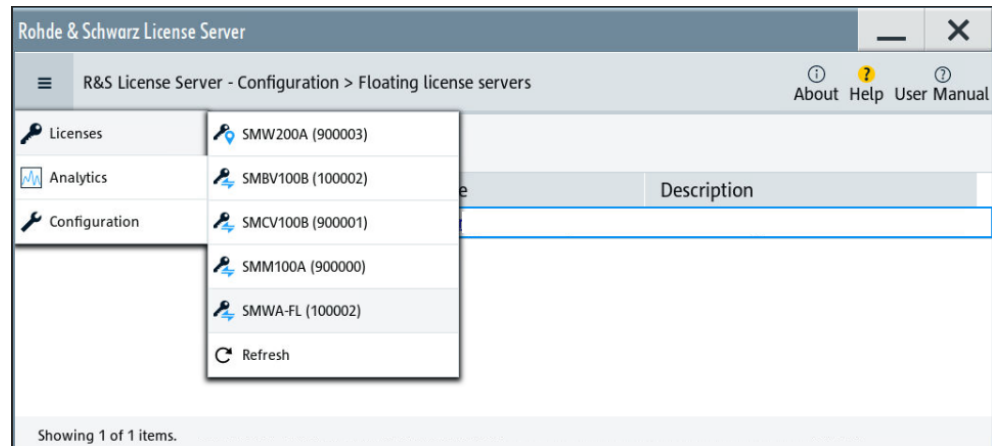 Rohde & Schwarz License Server
R&S License Server - Configuration > Floating license servers
About Help User Manual
Licenses
SMW200A (900003)
Analytics
SMBV100B (100002)
Description
Configuration
SMCV100B (900001)
SMM100A (900000)
SMWA-FL (100002)
Refresh
Showing 1 of 1 items.